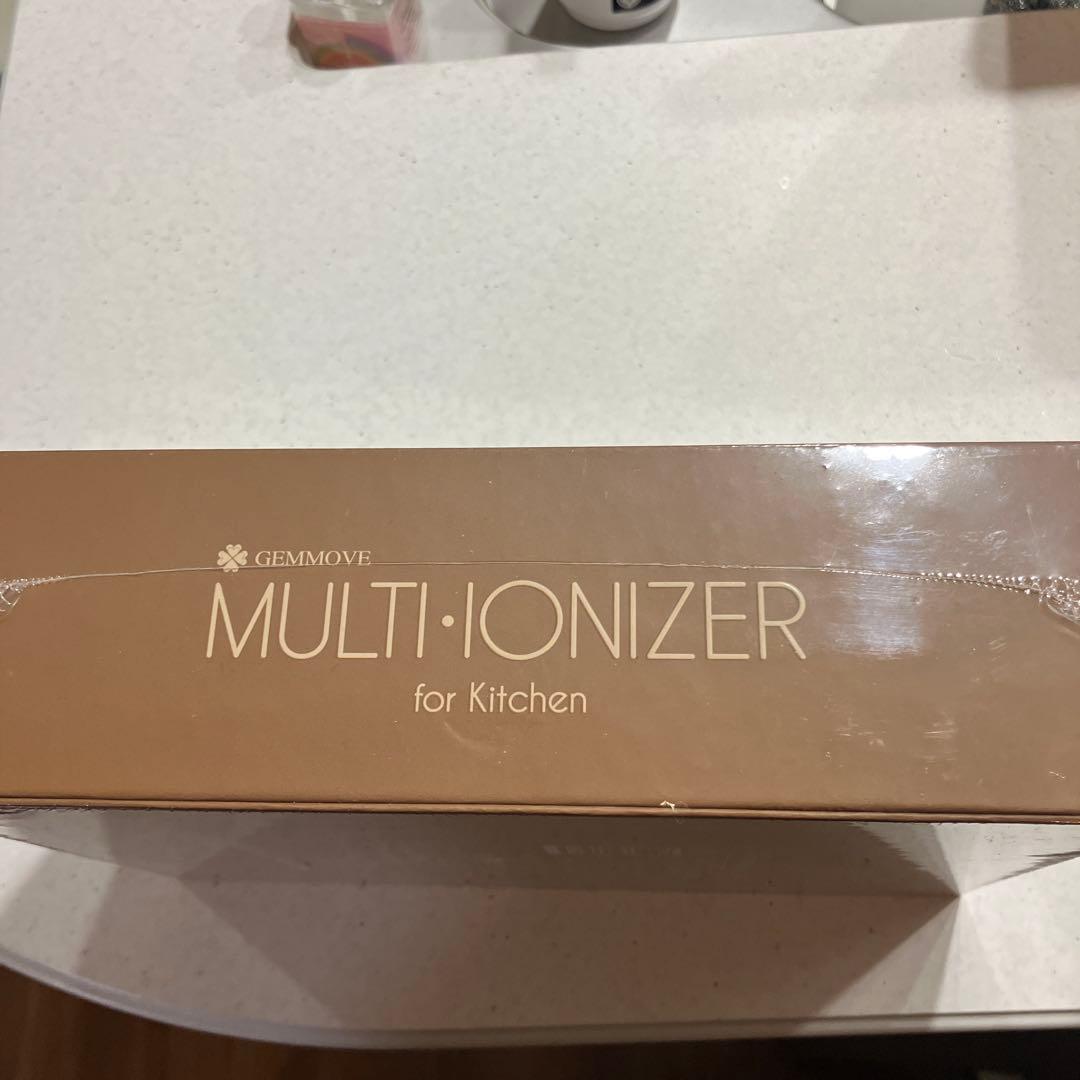 GEMMOVE
MULTI·IONIZER
for Kitchen